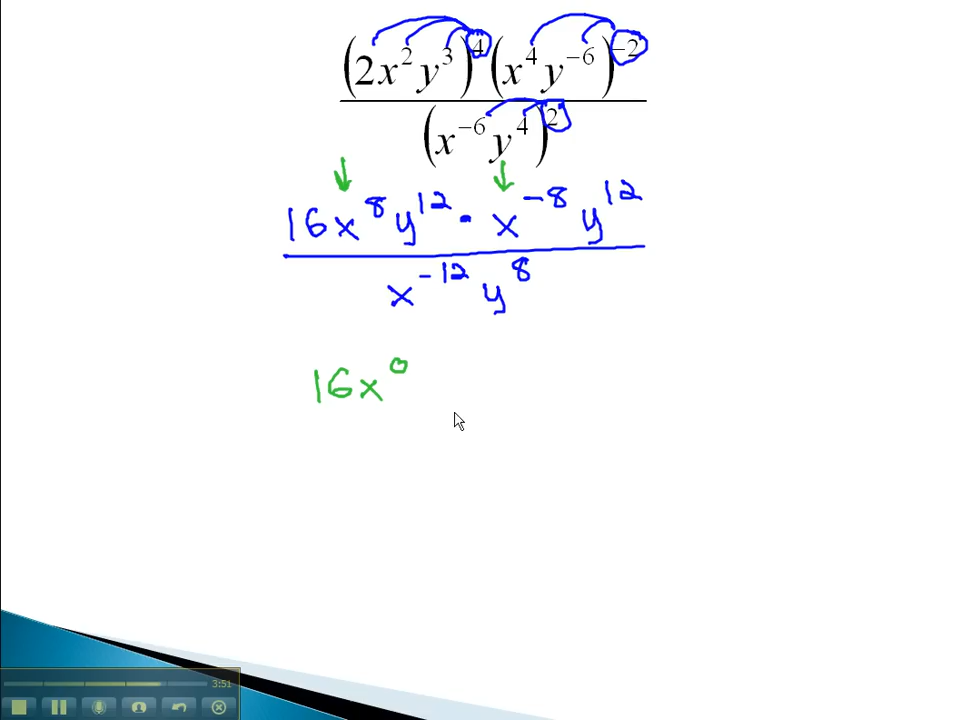 (2x²y³)⁴(x⁴y⁻⁶)⁻²
(x⁻⁶y⁴)²
16x⁸y¹² · x⁻⁸y¹²
x⁻¹²y⁸
16x⁰
3:51